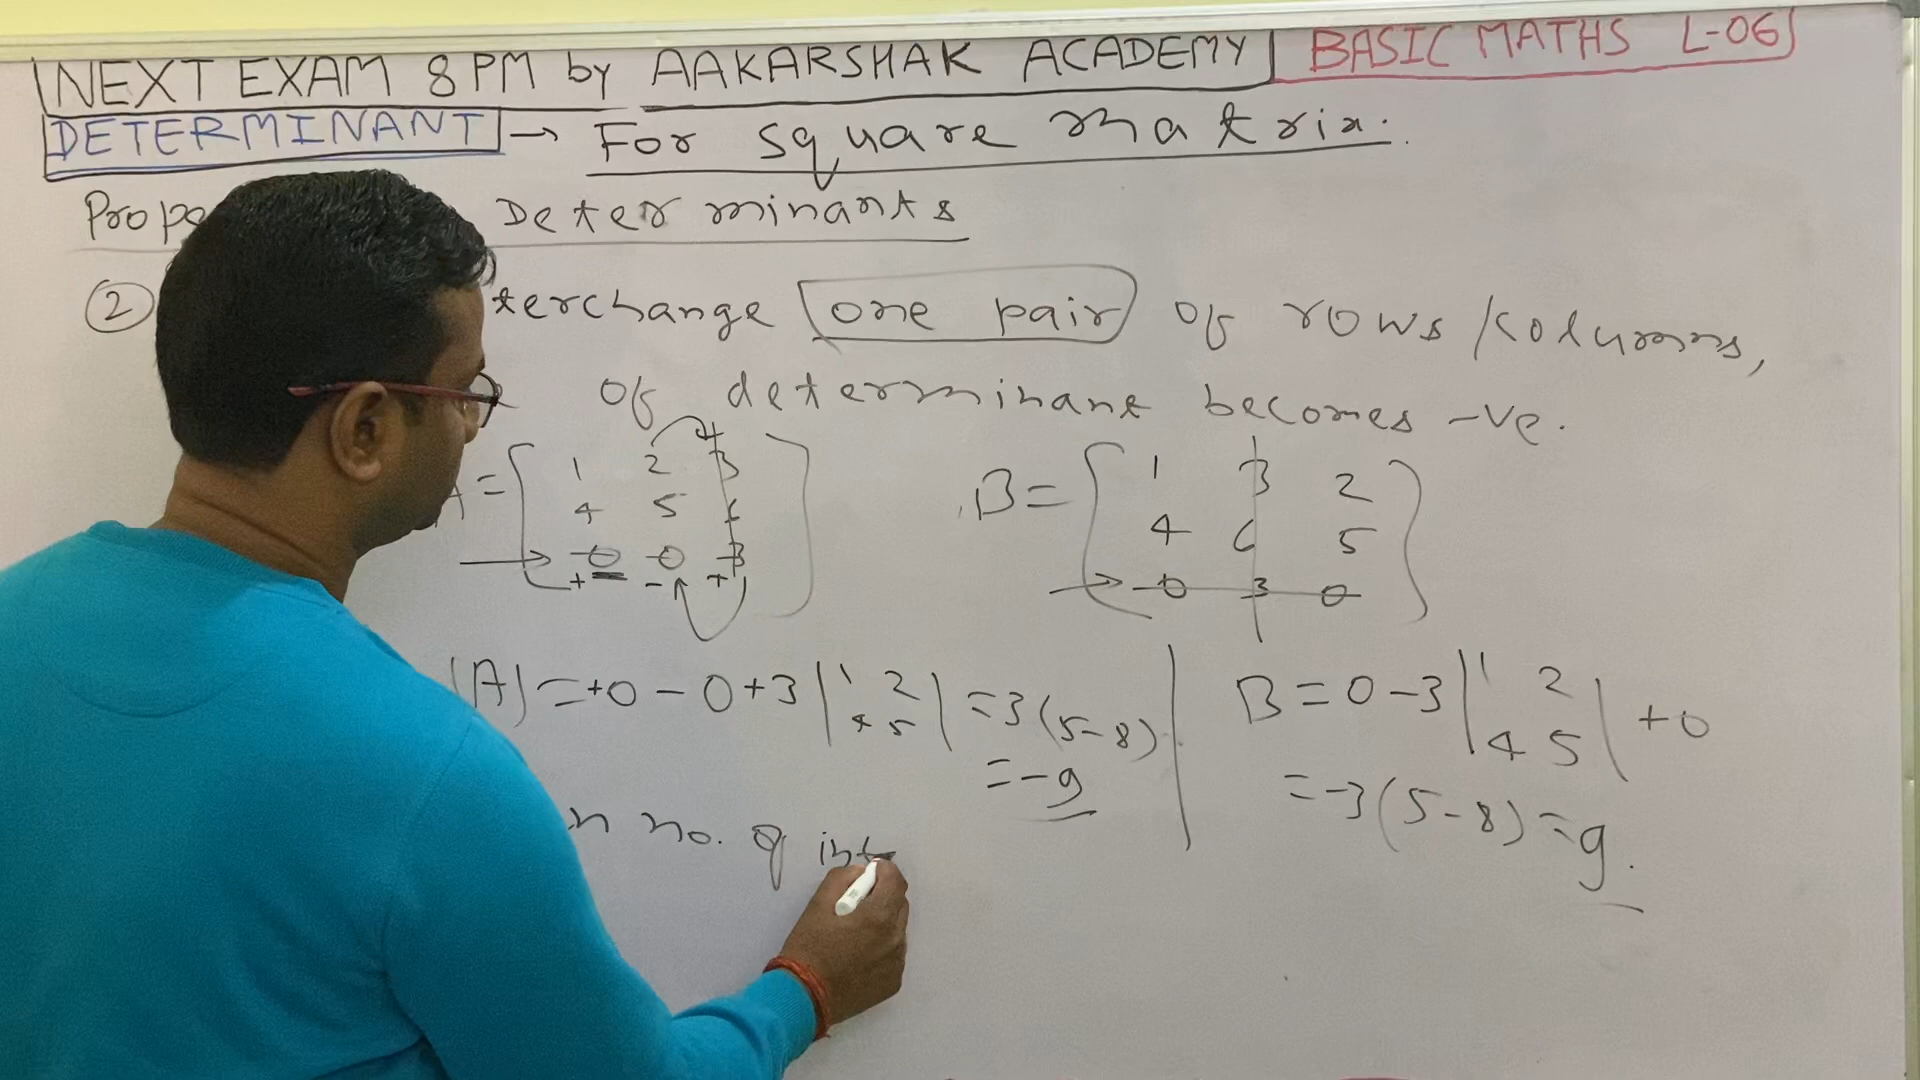 NEXT EXAM 8 PM by AAKARSHAK ACADEMY BASIC MATHS L-06
DETERMINANT → For square matrix.
Prope Determinants
② terchange one pair of rows/columns,
of determinant becomes -ve.
A = [ 1 2 3
4 5 6
→ 0 0 3 ]
+ - +
B = [ 1 3 2
4 6 5
→ 0 3 0 ]
|A| = +0 - 0 + 3 | 1 2
4 5 | = 3(5-8)
= -9
B = 0 - 3 | 1 2
4 5 | + 0
= -3(5-8) = 9.
n no. of int